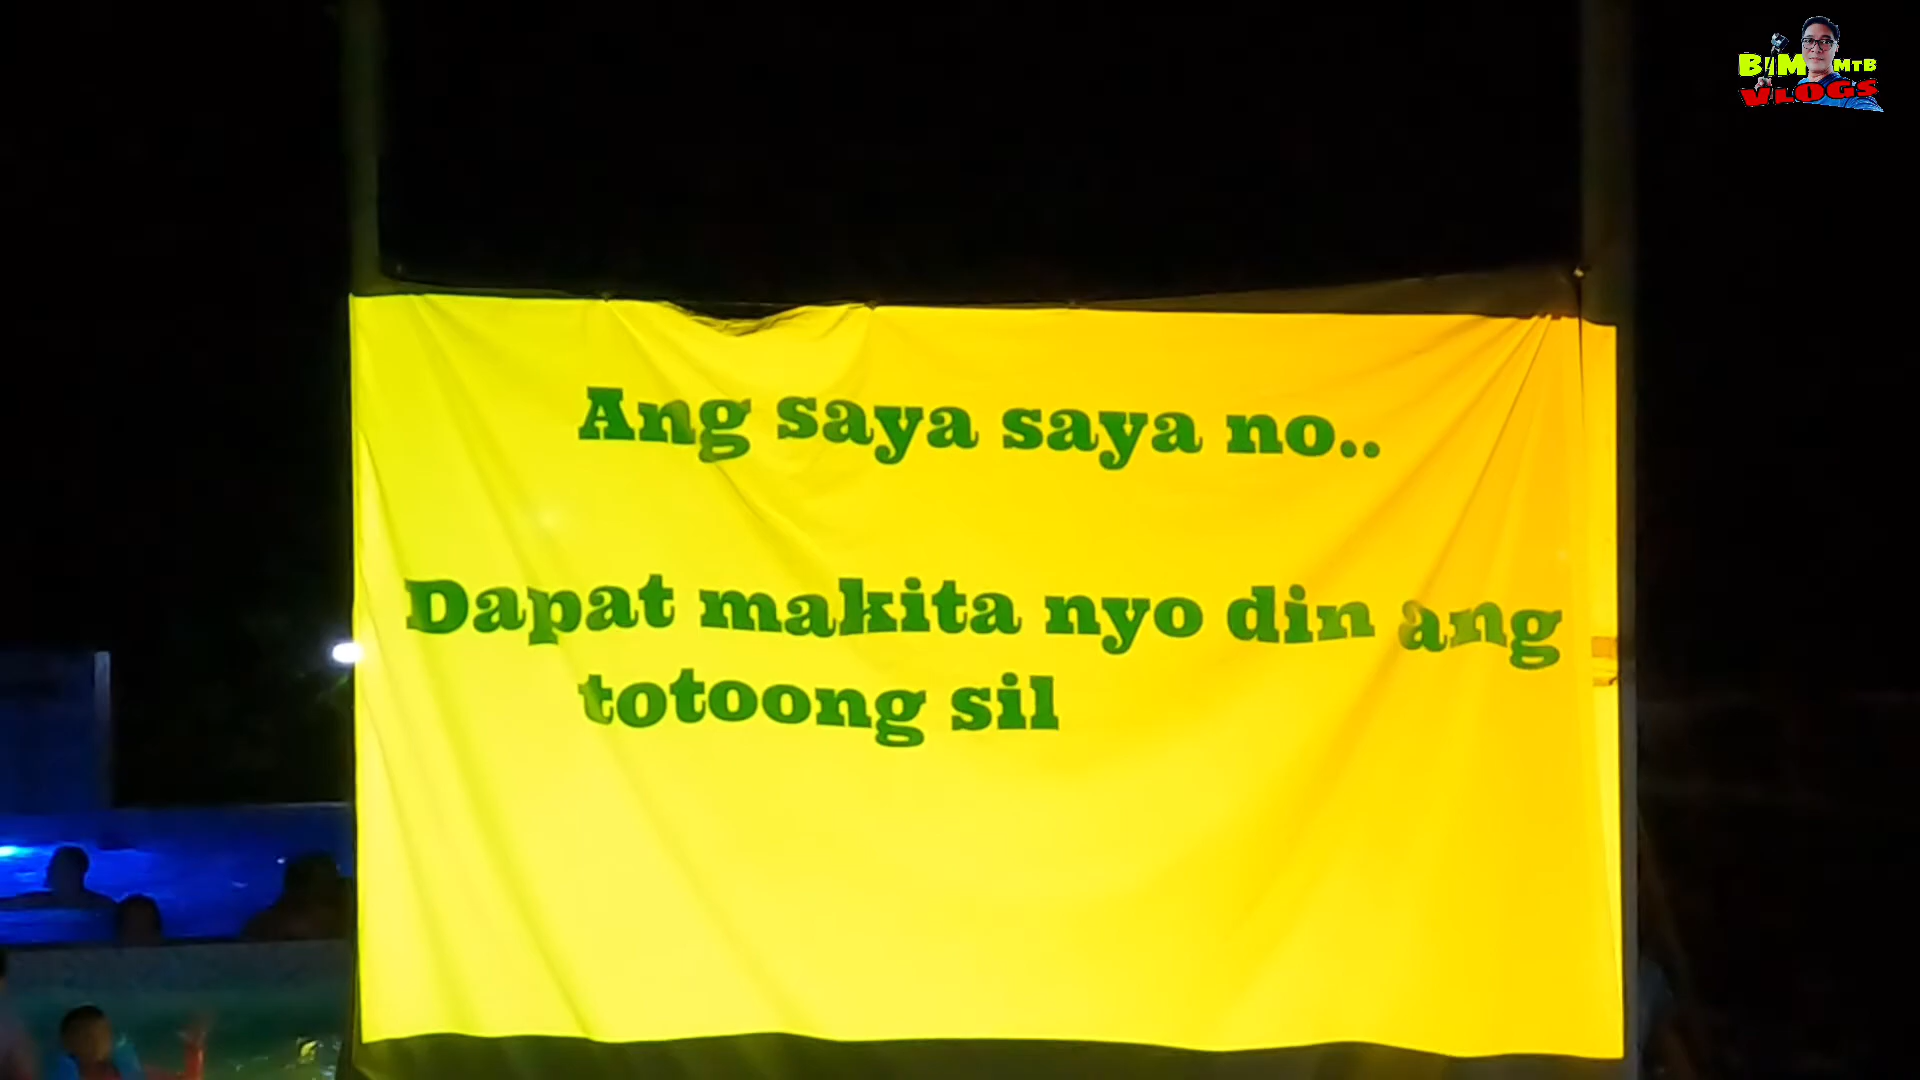 BIM MTB
VLOGS
Ang saya saya no..
Dapat makita nyo din ang
totoong sil